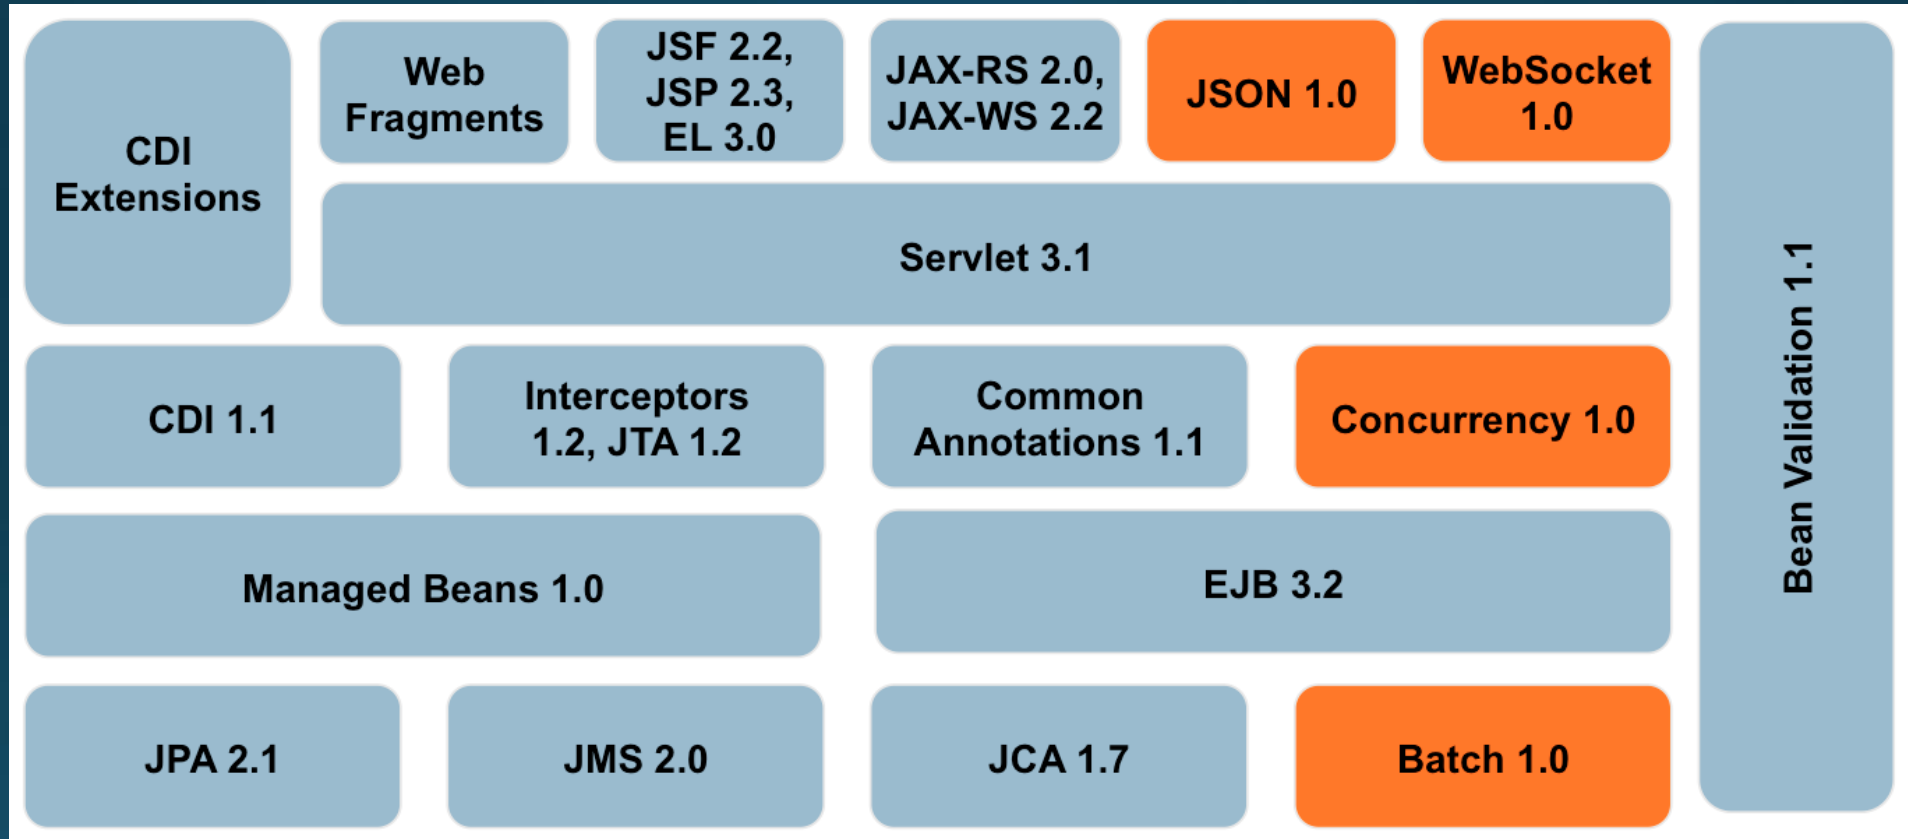 CDI
Extensions
Web
Fragments
JSF 2.2,
JSP 2.3,
EL 3.0
JAX-RS 2.0,
JAX-WS 2.2
JSON 1.0
WebSocket
1.0
Servlet 3.1
Bean Validation 1.1
CDI 1.1
Interceptors
1.2, JTA 1.2
Common
Annotations 1.1
Concurrency 1.0
Managed Beans 1.0
EJB 3.2
JPA 2.1
JMS 2.0
JCA 1.7
Batch 1.0